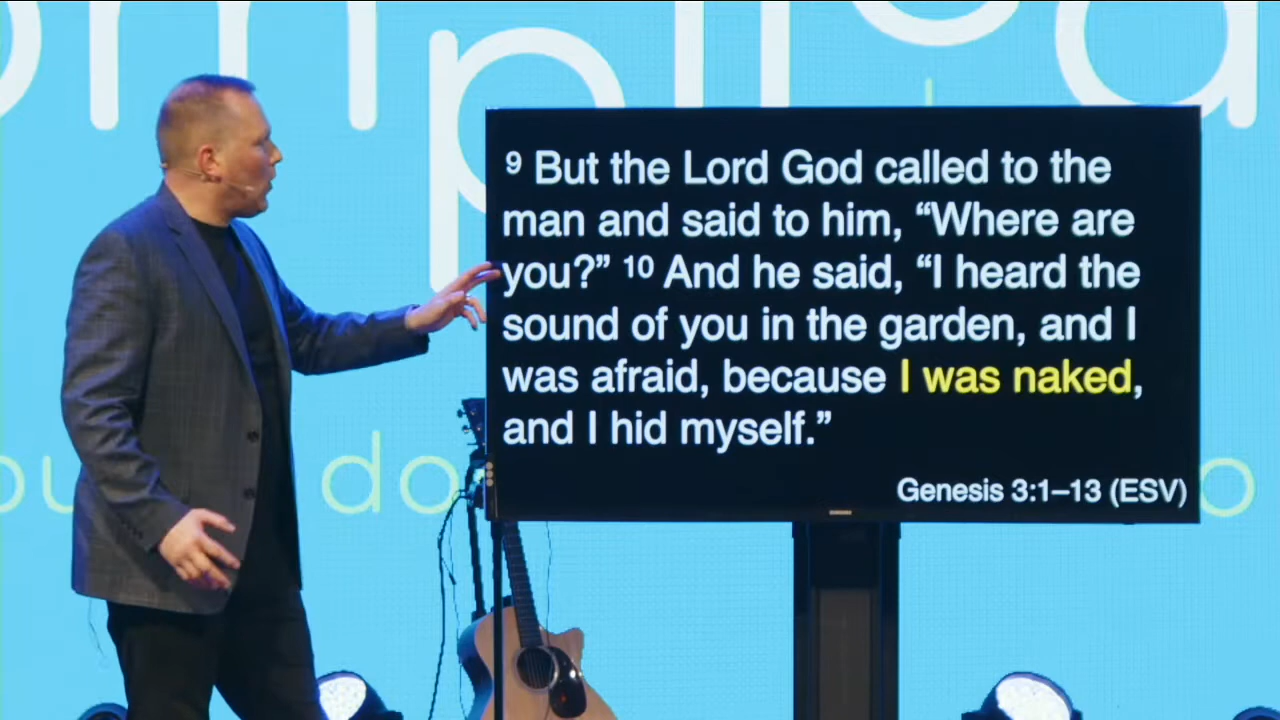 ⁹ But the Lord God called to the
man and said to him, “Where are
you?” ¹⁰ And he said, “I heard the
sound of you in the garden, and I
was afraid, because I was naked,
and I hid myself.”
Genesis 3:1–13 (ESV)